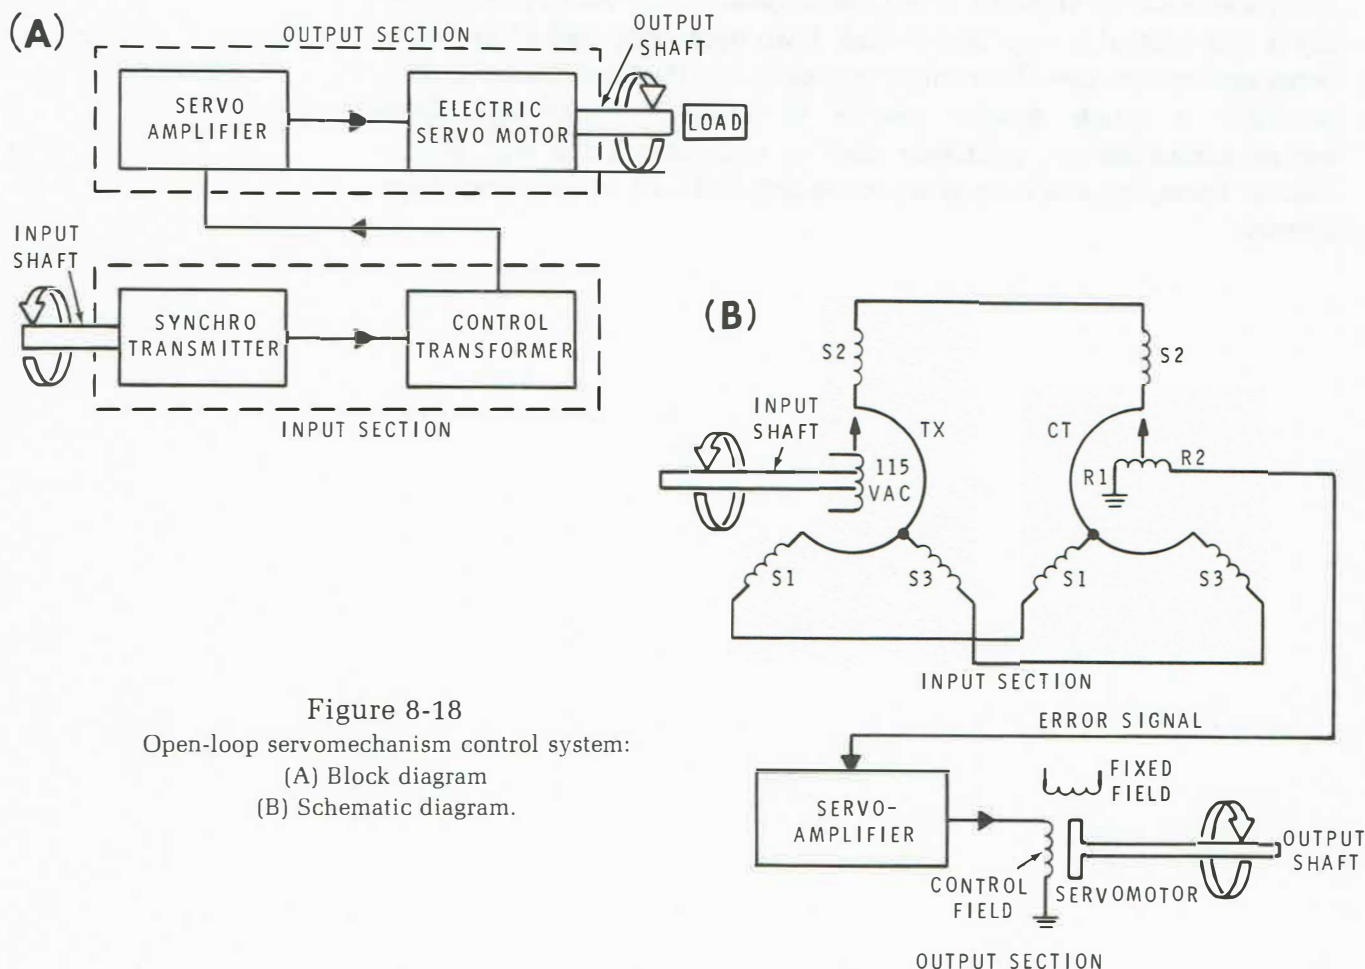 (A)
OUTPUT SECTION
OUTPUT
SHAFT
SERVO
AMPLIFIER
ELECTRIC
SERVO MOTOR
LOAD
INPUT
SHAFT
SYNCHRO
TRANSMITTER
CONTROL
TRANSFORMER
INPUT SECTION
(B)
S2
S2
INPUT
SHAFT
TX
CT
115
VAC
R1
R2
S1
S3
S1
S3
INPUT SECTION
ERROR SIGNAL
FIXED
FIELD
SERVO-
AMPLIFIER
CONTROL
FIELD
SERVOMOTOR
OUTPUT
SHAFT
OUTPUT SECTION
Figure 8-18
Open-loop servomechanism control system:
(A) Block diagram
(B) Schematic diagram.